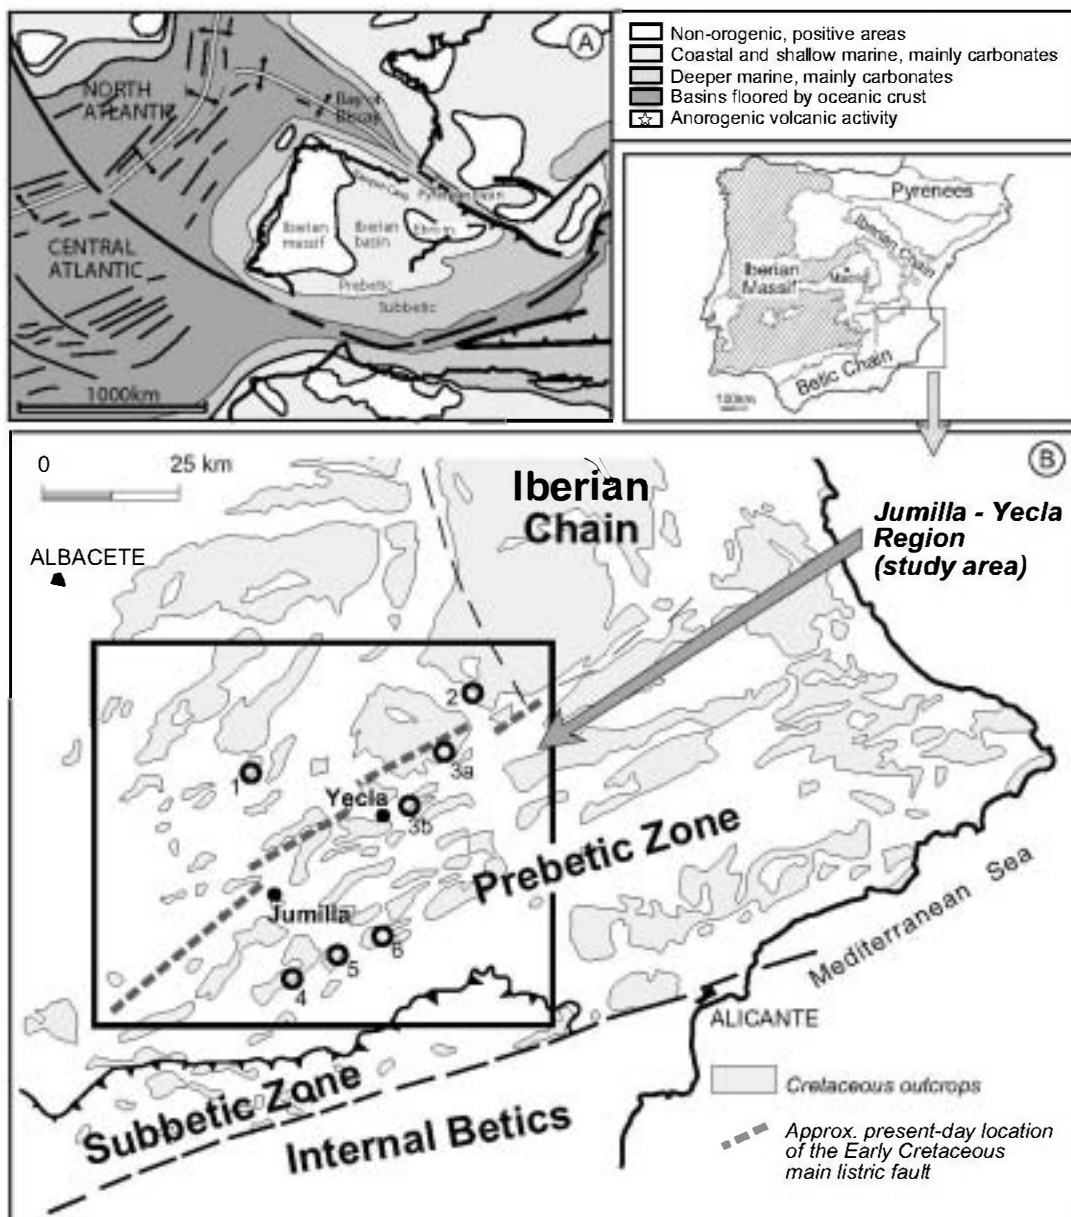 A
NORTH
ATLANTIC
Bay of
Biscay
Pyrenean basin
Iberian
massif
Iberian
basin
Ebro m.
CENTRAL
ATLANTIC
Prebetic
Subbetic
1000km
Non-orogenic, positive areas
Coastal and shallow marine, mainly carbonates
Deeper marine, mainly carbonates
Basins floored by oceanic crust
Anorogenic volcanic activity
Pyrenees
Iberian Chain
Iberian
Massif
Madrid
Betic Chain
100km
B
0 25 km
ALBACETE
Iberian
Chain
Jumilla - Yecla
Region
(study area)
2
3a
1
Yecla
3b
Prebetic Zone
Jumilla
6
5
4
Mediterranean Sea
ALICANTE
Subbetic Zone
Internal Betics
Cretaceous outcrops
Approx. present-day location
of the Early Cretaceous
main listric fault